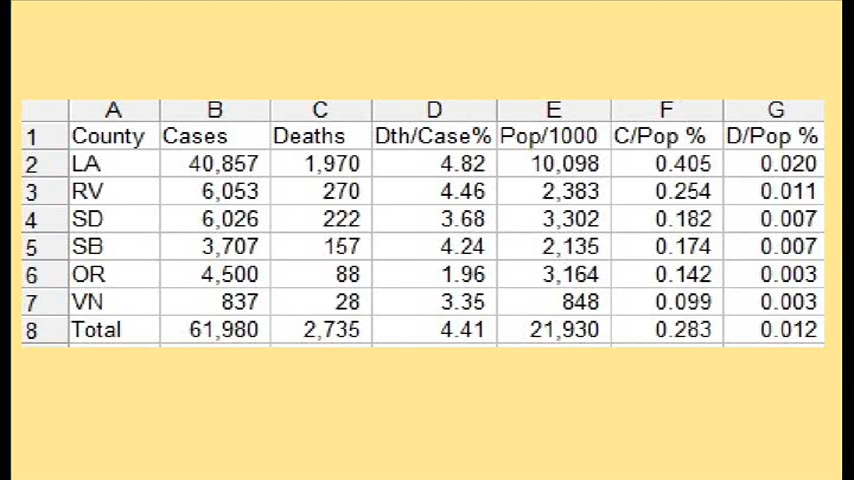 A B C D E F G
1 County Cases Deaths Dth/Case% Pop/1000 C/Pop % D/Pop %
2 LA 40,857 1,970 4.82 10,098 0.405 0.020
3 RV 6,053 270 4.46 2,383 0.254 0.011
4 SD 6,026 222 3.68 3,302 0.182 0.007
5 SB 3,707 157 4.24 2,135 0.174 0.007
6 OR 4,500 88 1.96 3,164 0.142 0.003
7 VN 837 28 3.35 848 0.099 0.003
8 Total 61,980 2,735 4.41 21,930 0.283 0.012